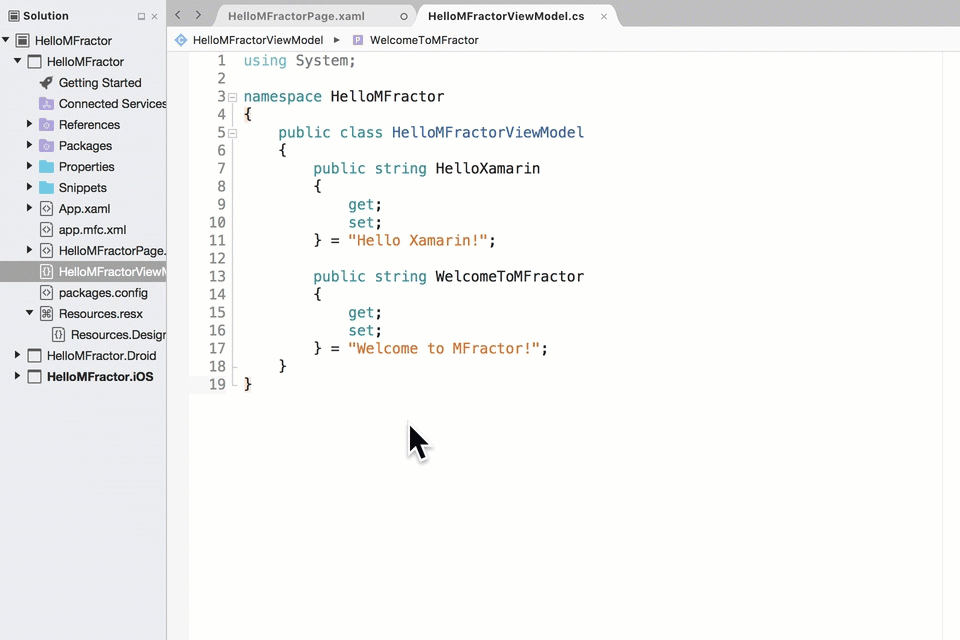 Solution
HelloMFractor
HelloMFractor
Getting Started
Connected Services
References
Packages
Properties
Snippets
App.xaml
app.mfc.xml
HelloMFractorPage.
HelloMFractorViewM
packages.config
Resources.resx
Resources.Design
HelloMFractor.Droid
HelloMFractor.iOS
HelloMFractorPage.xaml
HelloMFractorViewModel.cs
HelloMFractorViewModel
P WelcomeToMFractor
1 using System;
2
3 namespace HelloMFractor
4 {
5 public class HelloMFractorViewModel
6 {
7 public string HelloXamarin
8 {
9 get;
10 set;
11 } = "Hello Xamarin!";
12
13 public string WelcomeToMFractor
14 {
15 get;
16 set;
17 } = "Welcome to MFractor!";
18 }
19 }